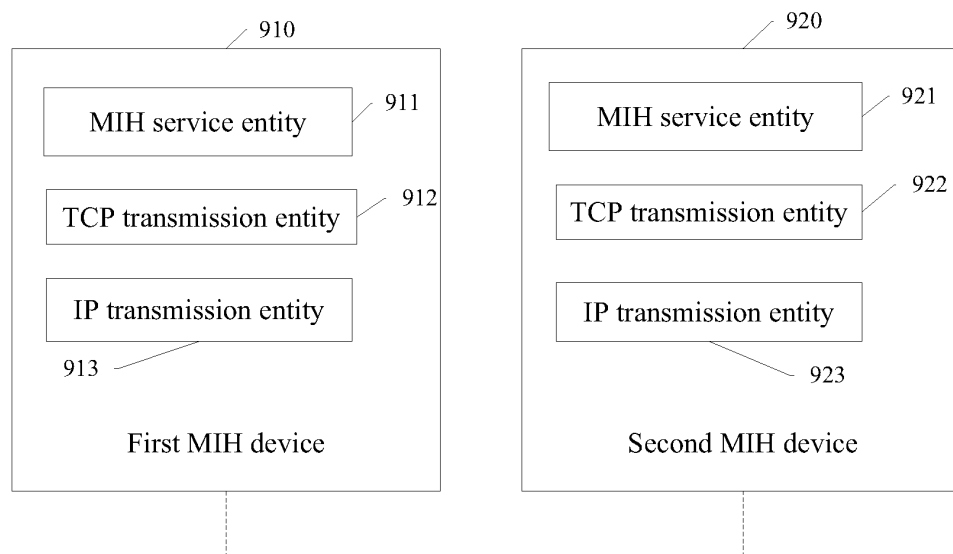 910
MIH service entity
911
TCP transmission entity
912
IP transmission entity
913
First MIH device
920
MIH service entity
921
TCP transmission entity
922
IP transmission entity
923
Second MIH device